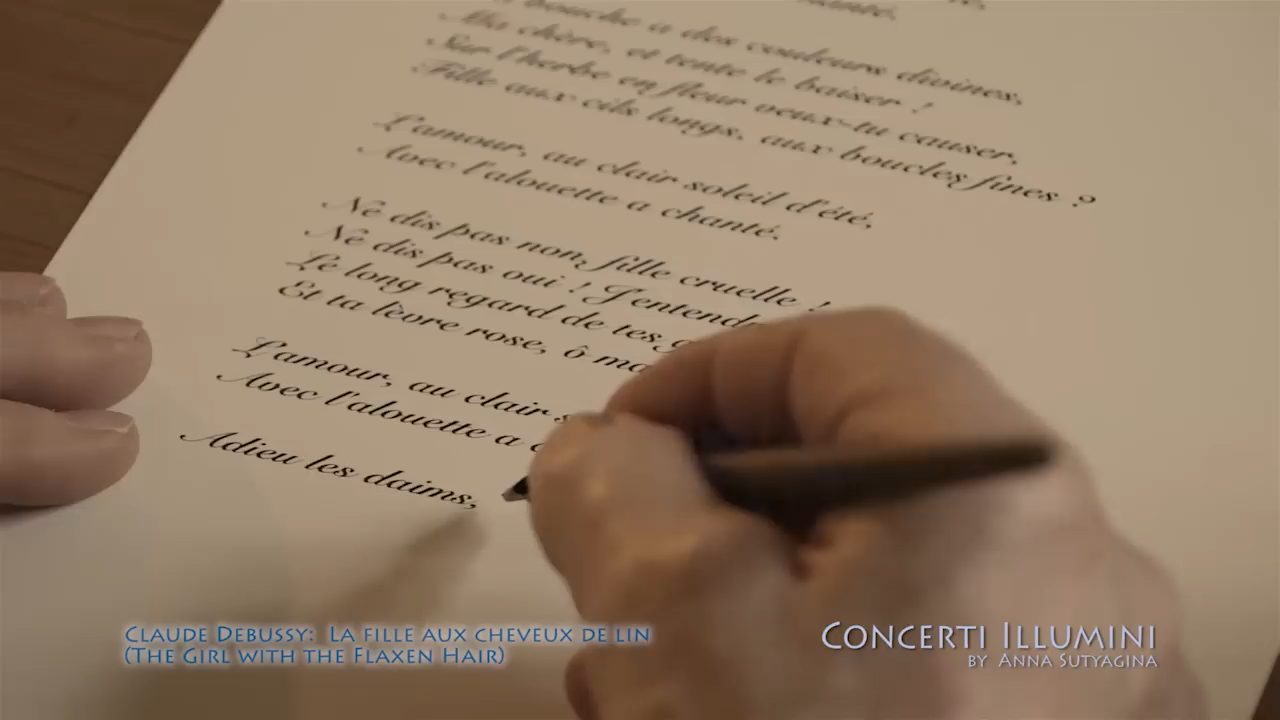 chanté.
bouche a des couleurs divines,
Ma chère, et tente le baiser !
Sur l'herbe en fleur veux-tu causer,
Fille aux cils longs, aux boucles fines ?
L'amour, au clair soleil d'été,
Avec l'alouette a chanté.
Ne dis pas non, fille cruelle !
Ne dis pas oui ! J'entend
Le long regard de tes
Et ta lèvre rose, ô ma
L'amour, au clair s
Avec l'alouette a
Adieu les daims,
CLAUDE DEBUSSY: LA FILLE AUX CHEVEUX DE LIN
(THE GIRL WITH THE FLAXEN HAIR)
CONCERTI ILLUMINI
BY ANNA SUTYAGINA